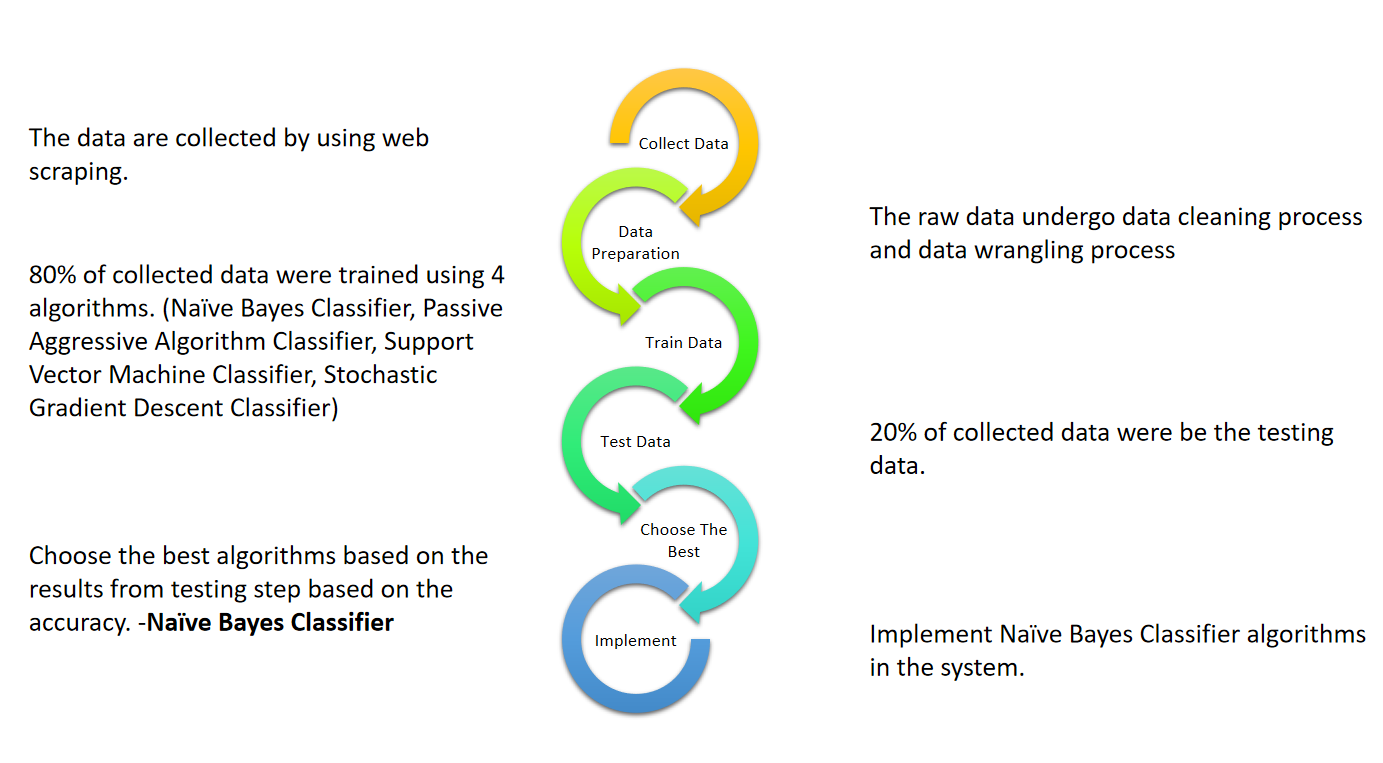 Collect Data
The data are collected by using web
scraping.
Data
Preparation
The raw data undergo data cleaning process
and data wrangling process
80% of collected data were trained using 4
algorithms. (Naïve Bayes Classifier, Passive
Aggressive Algorithm Classifier, Support
Vector Machine Classifier, Stochastic
Gradient Descent Classifier)
Train Data
Test Data
20% of collected data were be the testing
data.
Choose The
Best
Choose the best algorithms based on the
results from testing step based on the
accuracy. -Naïve Bayes Classifier
Implement
Implement Naïve Bayes Classifier algorithms
in the system.